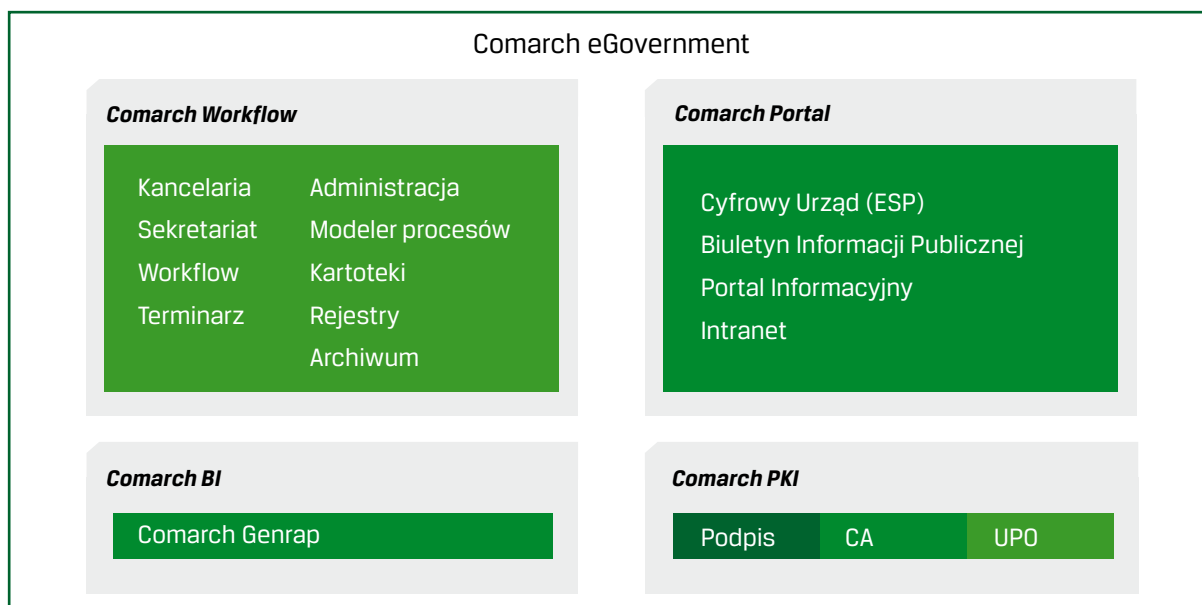 Comarch eGovernment
Comarch Workflow
Kancelaria
Sekretariat
Workflow
Terminarz
Administracja
Modeler procesów
Kartoteki
Rejestry
Archiwum
Comarch Portal
Cyfrowy Urząd (ESP)
Biuletyn Informacji Publicznej
Portal Informacyjny
Intranet
Comarch BI
Comarch Genrap
Comarch PKI
Podpis
CA
UPO